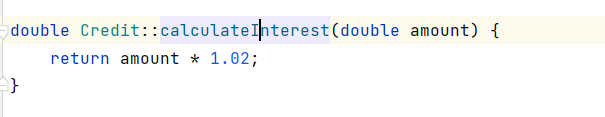 double Credit::calculateInterest(double amount) {
    return amount * 1.02;
}